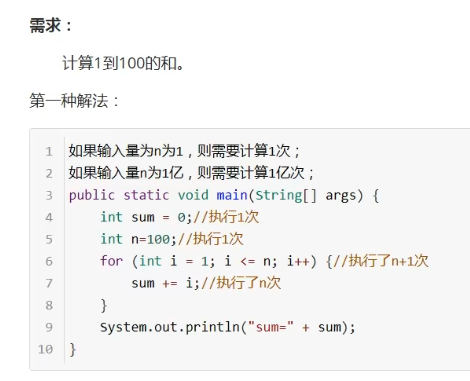 需求：
计算1到100的和。
第一种解法：
1 如果输入量为n为1，则需要计算1次；
2 如果输入量n为1亿，则需要计算1亿次；
3 public static void main(String[] args) {
4 int sum = 0;//执行1次
5 int n=100;//执行1次
6 for (int i = 1; i <= n; i++) {//执行了n+1次
7 sum += i;//执行了n次
8 }
9 System.out.println("sum=" + sum);
10 }